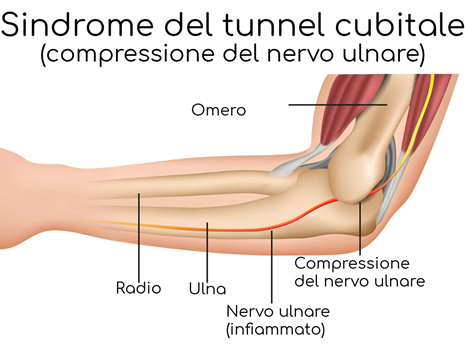 Sindrome del tunnel cubitale
(compressione del nervo ulnare)
Omero
Compressione
del nervo ulnare
Radio
Ulna
Nervo ulnare
(infiammato)